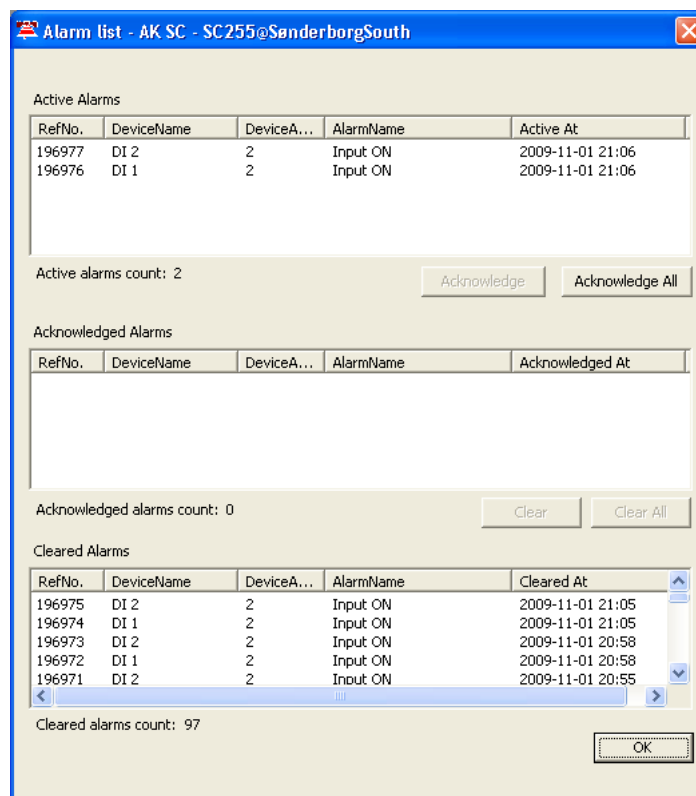 Alarm list - AK SC - SC255@SønderborgSouth
Active Alarms
RefNo. DeviceName DeviceA... AlarmName Active At
196977 DI 2 2 Input ON 2009-11-01 21:06
196976 DI 1 2 Input ON 2009-11-01 21:06
Active alarms count: 2 Acknowledge Acknowledge All
Acknowledged Alarms
RefNo. DeviceName DeviceA... AlarmName Acknowledged At
Acknowledged alarms count: 0 Clear Clear All
Cleared Alarms
RefNo. DeviceName DeviceA... AlarmName Cleared At
196975 DI 2 2 Input ON 2009-11-01 21:05
196974 DI 1 2 Input ON 2009-11-01 21:05
196973 DI 2 2 Input ON 2009-11-01 20:58
196972 DI 1 2 Input ON 2009-11-01 20:58
196971 DI 2 2 Input ON 2009-11-01 20:55
Cleared alarms count: 97
OK